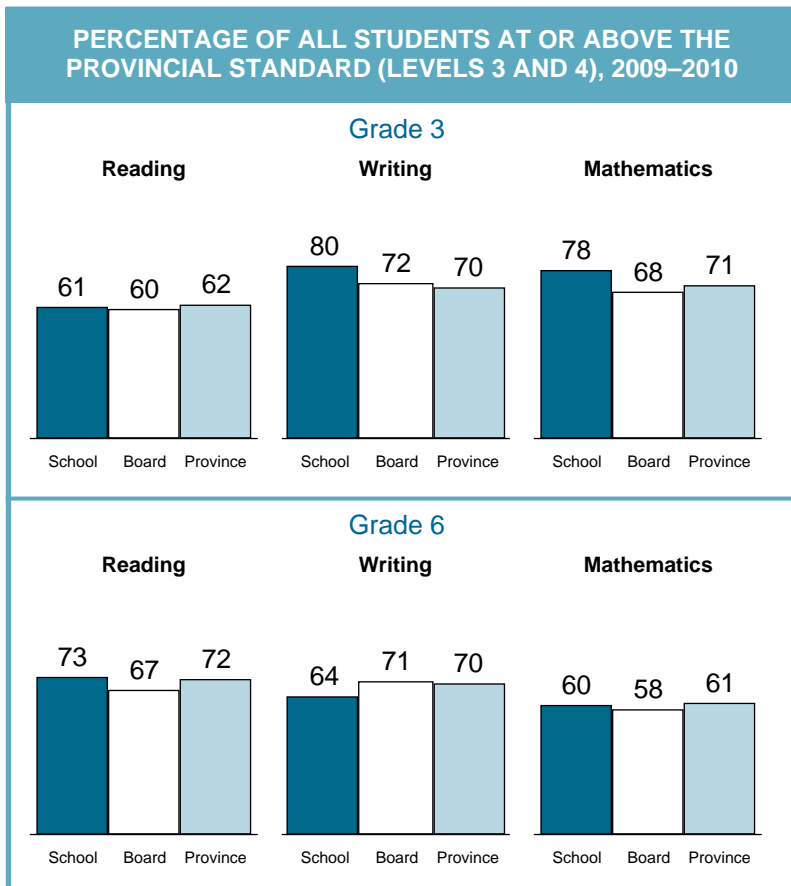 PERCENTAGE OF ALL STUDENTS AT OR ABOVE THE
PROVINCIAL STANDARD (LEVELS 3 AND 4), 2009–2010
Grade 3
Reading Writing Mathematics
61 60 62 80 72 70 78 68 71
School Board Province School Board Province School Board Province
Grade 6
Reading Writing Mathematics
73 67 72 64 71 70 60 58 61
School Board Province School Board Province School Board Province